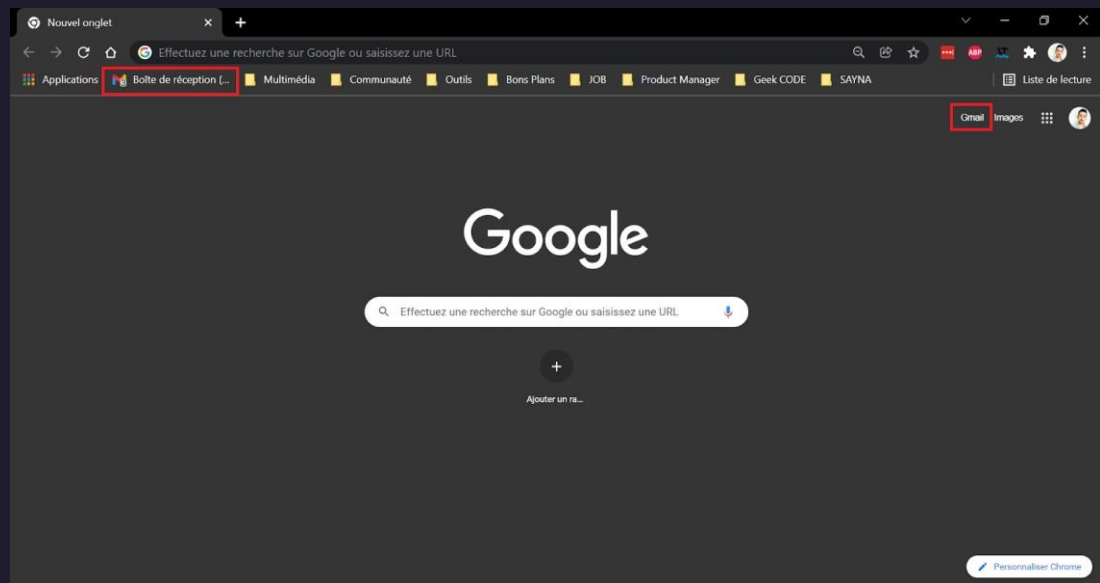 Nouvel onglet
Effectuez une recherche sur Google ou saisissez une URL
ABP
Applications Boîte de réception (... Multimédia Communauté Outils Bons Plans JOB Product Manager Geek CODE SAYNA Liste de lecture
Gmail Images
Google
Effectuez une recherche sur Google ou saisissez une URL
Ajouter un ra...
Personnaliser Chrome